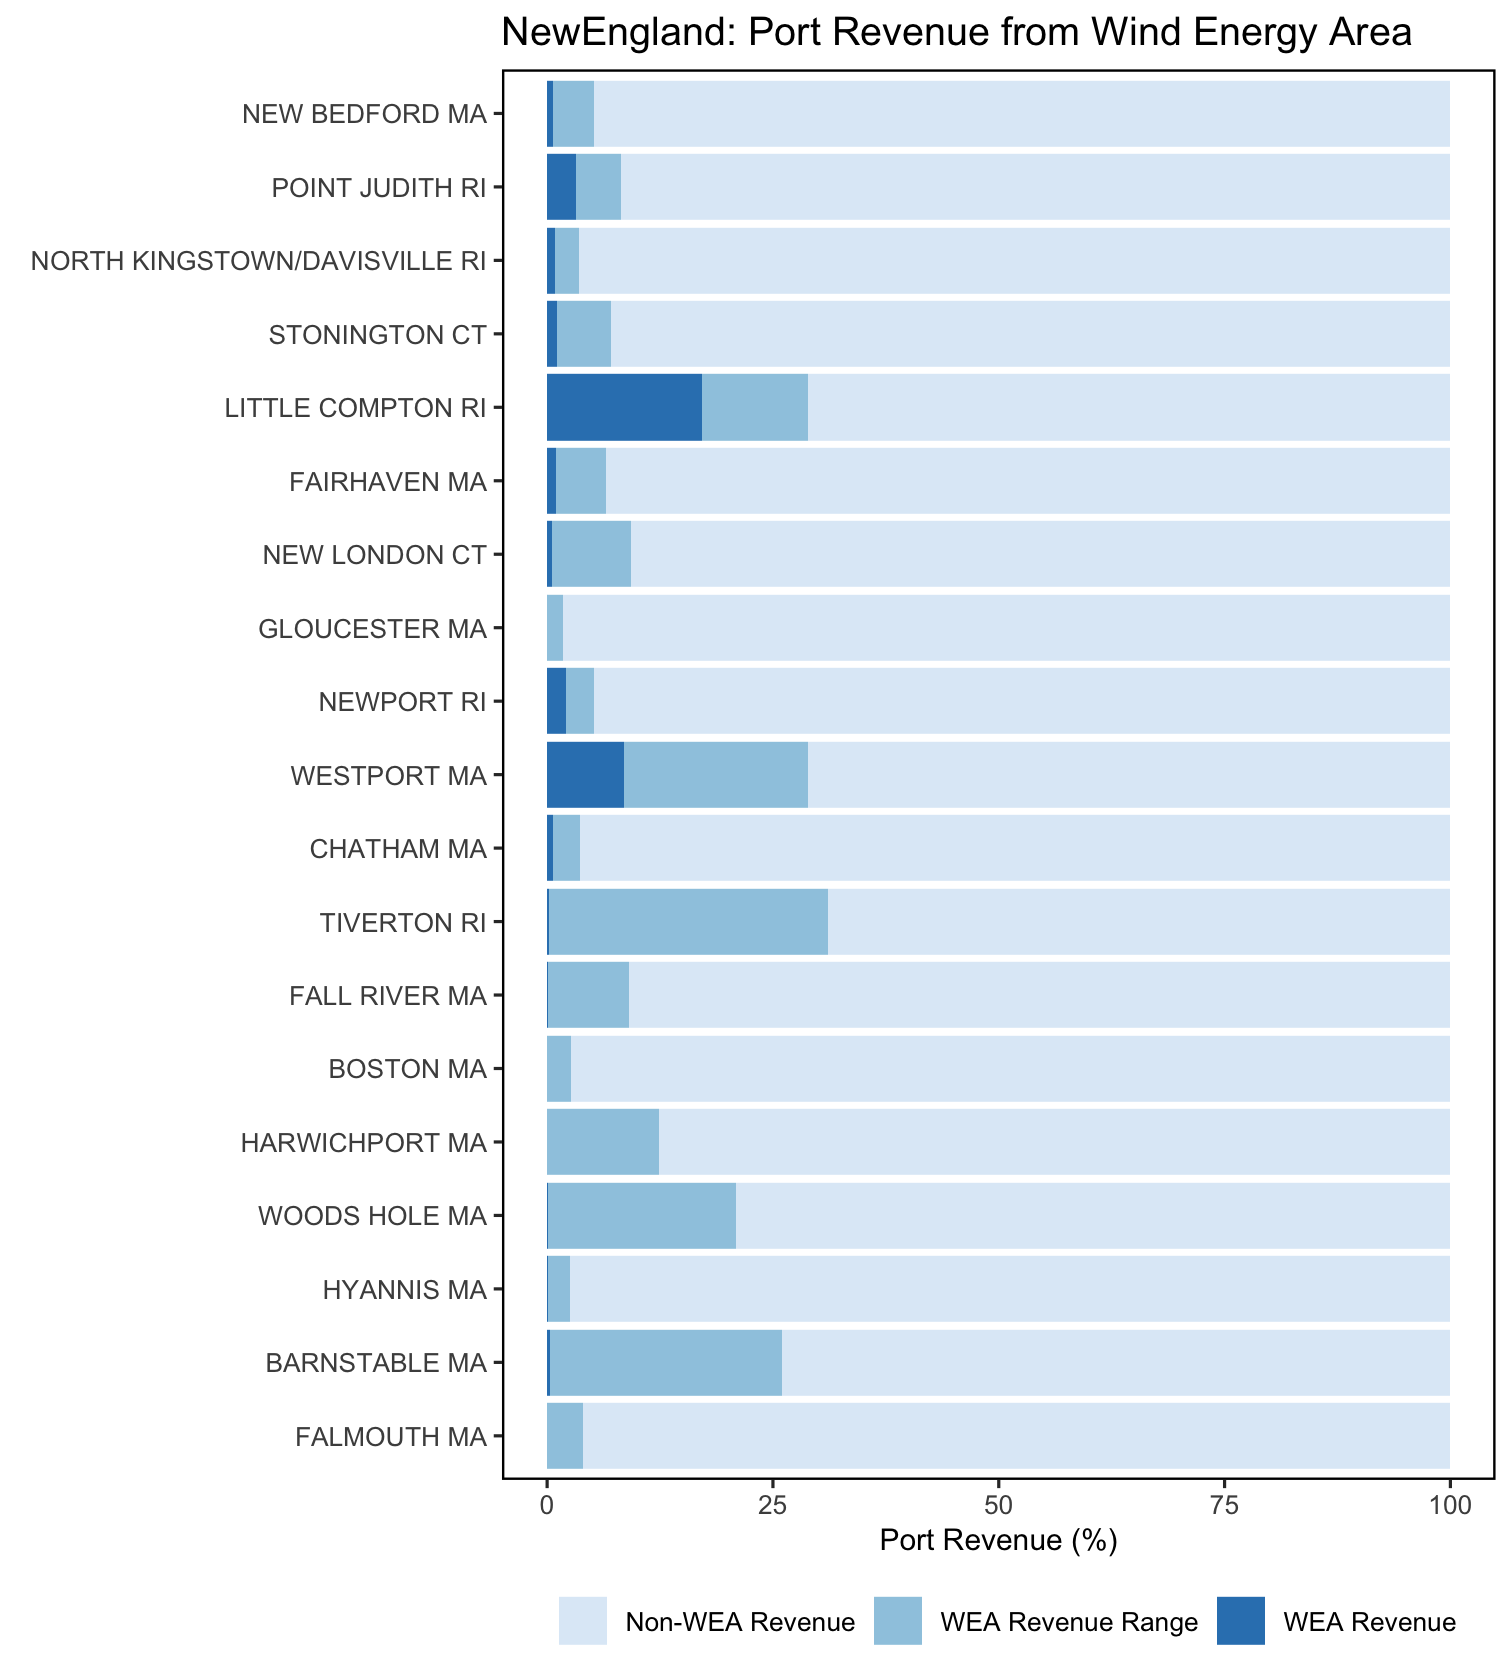 NewEngland: Port Revenue from Wind Energy Area
NEW BEDFORD MA
POINT JUDITH RI
NORTH KINGSTOWN/DAVISVILLE RI
STONINGTON CT
LITTLE COMPTON RI
FAIRHAVEN MA
NEW LONDON CT
GLOUCESTER MA
NEWPORT RI
WESTPORT MA
CHATHAM MA
TIVERTON RI
FALL RIVER MA
BOSTON MA
HARWICHPORT MA
WOODS HOLE MA
HYANNIS MA
BARNSTABLE MA
FALMOUTH MA
0 25 50 75 100
Port Revenue (%)
Non-WEA Revenue WEA Revenue Range WEA Revenue